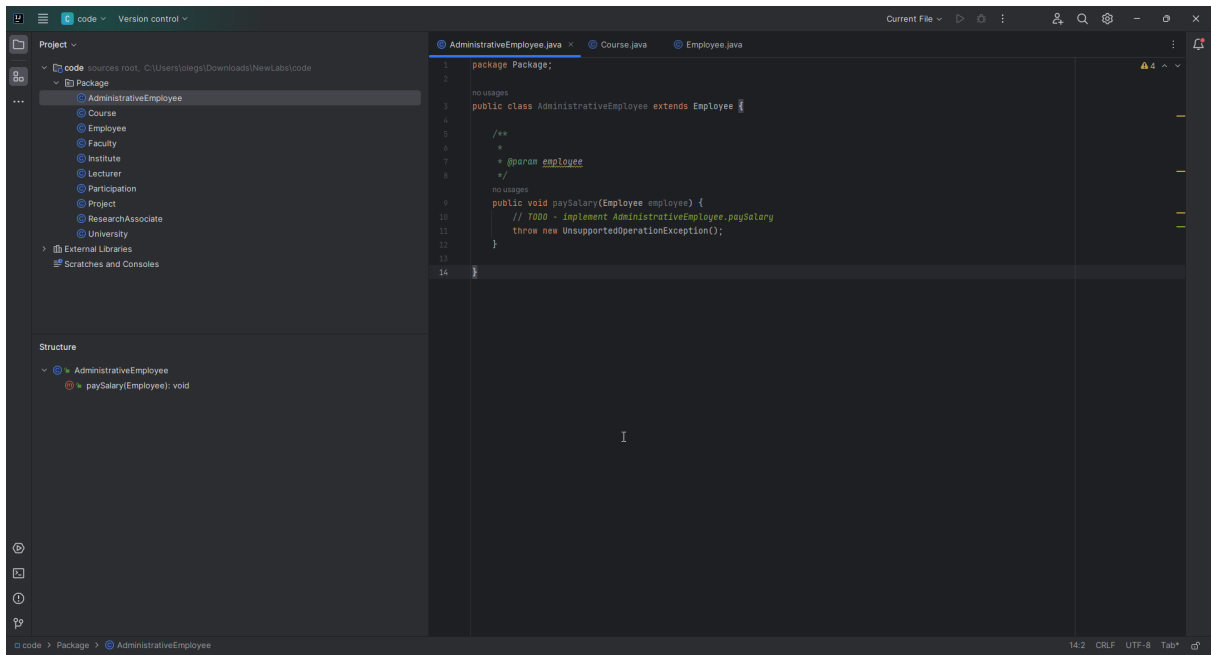 C code Version control Current File
Project
code sources root, C:\Users\olegs\Downloads\NewLabs\code
Package
AdministrativeEmployee
Course
Employee
Faculty
Institute
Lecturer
Participation
Project
ResearchAssociate
University
External Libraries
Scratches and Consoles
Structure
AdministrativeEmployee
paySalary(Employee): void
AdministrativeEmployee.java Course.java Employee.java
4
1 package Package;
2
no usages
3 public class AdministrativeEmployee extends Employee {
4
5 /**
6 *
7 * @param employee
8 */
no usages
9 public void paySalary(Employee employee) {
10 // TODO - implement AdministrativeEmployee.paySalary
11 throw new UnsupportedOperationException();
12 }
13
14 }
code > Package > AdministrativeEmployee 14:2 CRLF UTF-8 Tab*